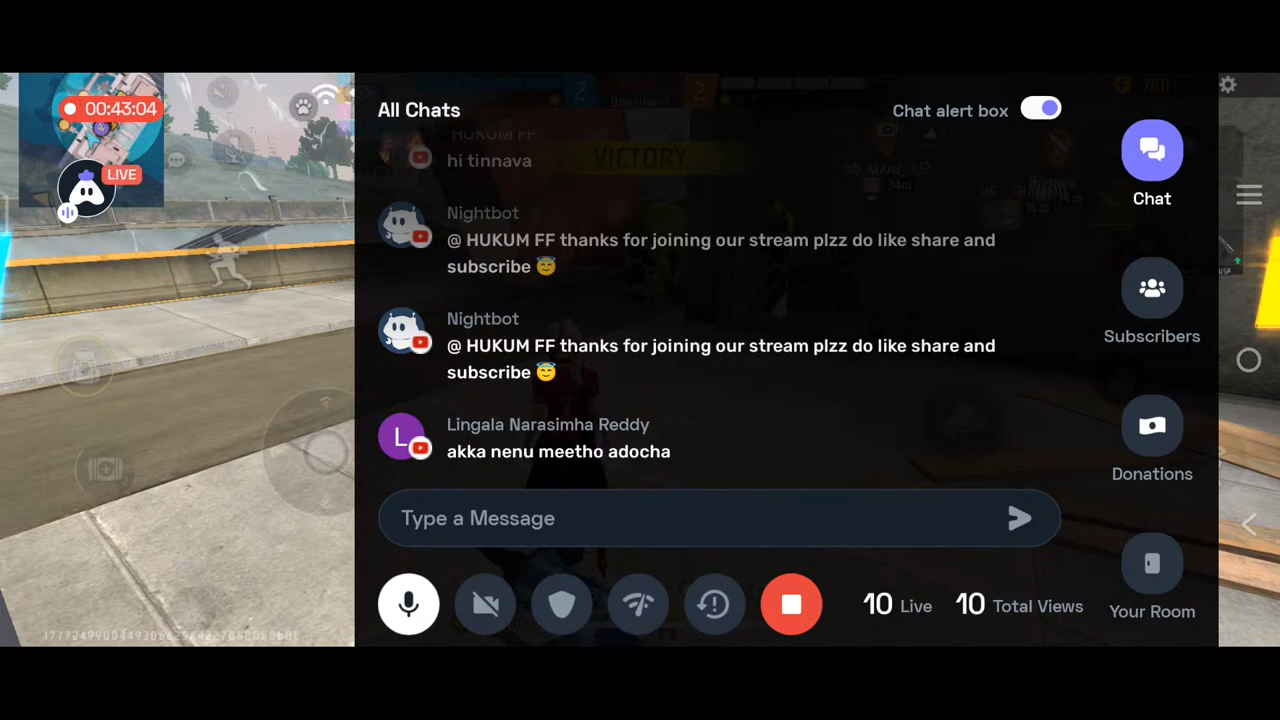 00:43:04
LIVE
All Chats
Chat alert box
HUKUM FF
hi tinnava
VICTORY
34m
Nightbot
@ HUKUM FF thanks for joining our stream plzz do like share and
subscribe 😇
Nightbot
@ HUKUM FF thanks for joining our stream plzz do like share and
subscribe 😇
L
Lingala Narasimha Reddy
akka nenu meetho adocha
Type a Message
10 Live 10 Total Views
Chat
Subscribers
Donations
Your Room
USP